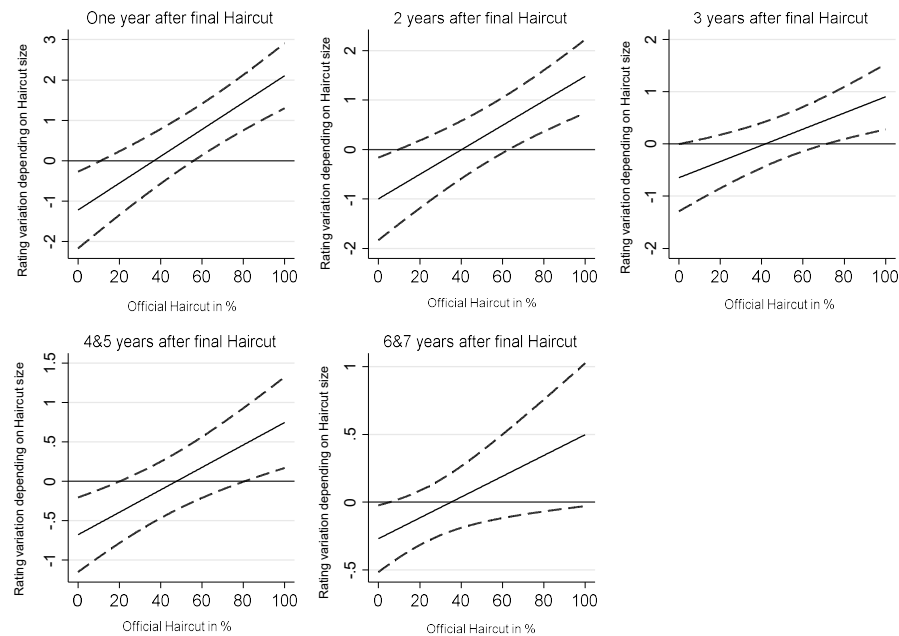 One year after final Haircut
Rating variation depending on Haircut size
3
2
1
0
-1
-2
0 20 40 60 80 100
Official Haircut in %
2 years after final Haircut
Rating variation depending on Haircut size
2
1
0
-1
-2
0 20 40 60 80 100
Official Haircut in %
3 years after final Haircut
Rating variation depending on Haircut size
2
1
0
-1
-2
0 20 40 60 80 100
Official Haircut in %
4&5 years after final Haircut
Rating variation depending on Haircut size
1.5
1
.5
0
-.5
-1
0 20 40 60 80 100
Official Haircut in %
6&7 years after final Haircut
Rating variation depending on Haircut size
1
.5
0
-.5
0 20 40 60 80 100
Official Haircut in %